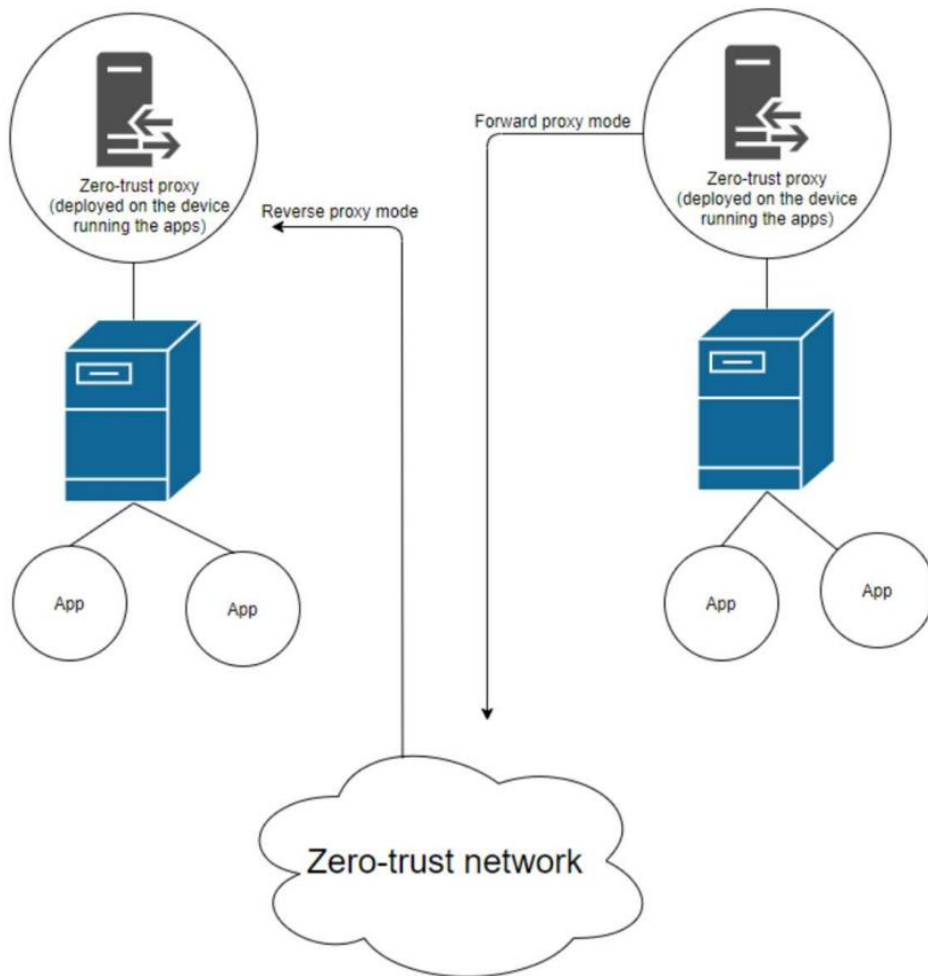 Zero-trust proxy
(deployed on the device
running the apps)
Reverse proxy mode
Forward proxy mode
Zero-trust proxy
(deployed on the device
running the apps)
App
App
App
App
Zero-trust network